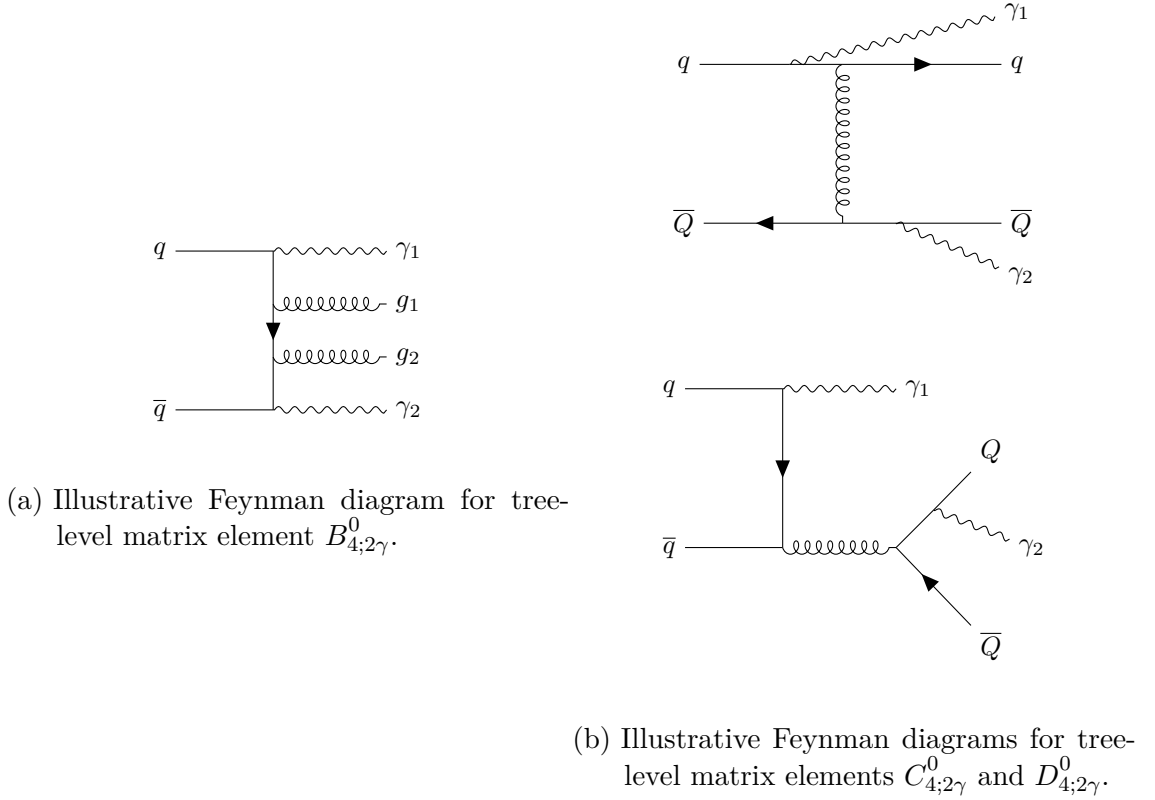 q
γ₁
g₁
g₂
q̅
γ₂
(a) Illustrative Feynman diagram for tree-
level matrix element B⁰₄;₂γ.
γ₁
q
q
Q̅
Q̅
γ₂
q
γ₁
Q
q̅
γ₂
Q̅
(b) Illustrative Feynman diagrams for tree-
level matrix elements C⁰₄;₂γ and D⁰₄;₂γ.